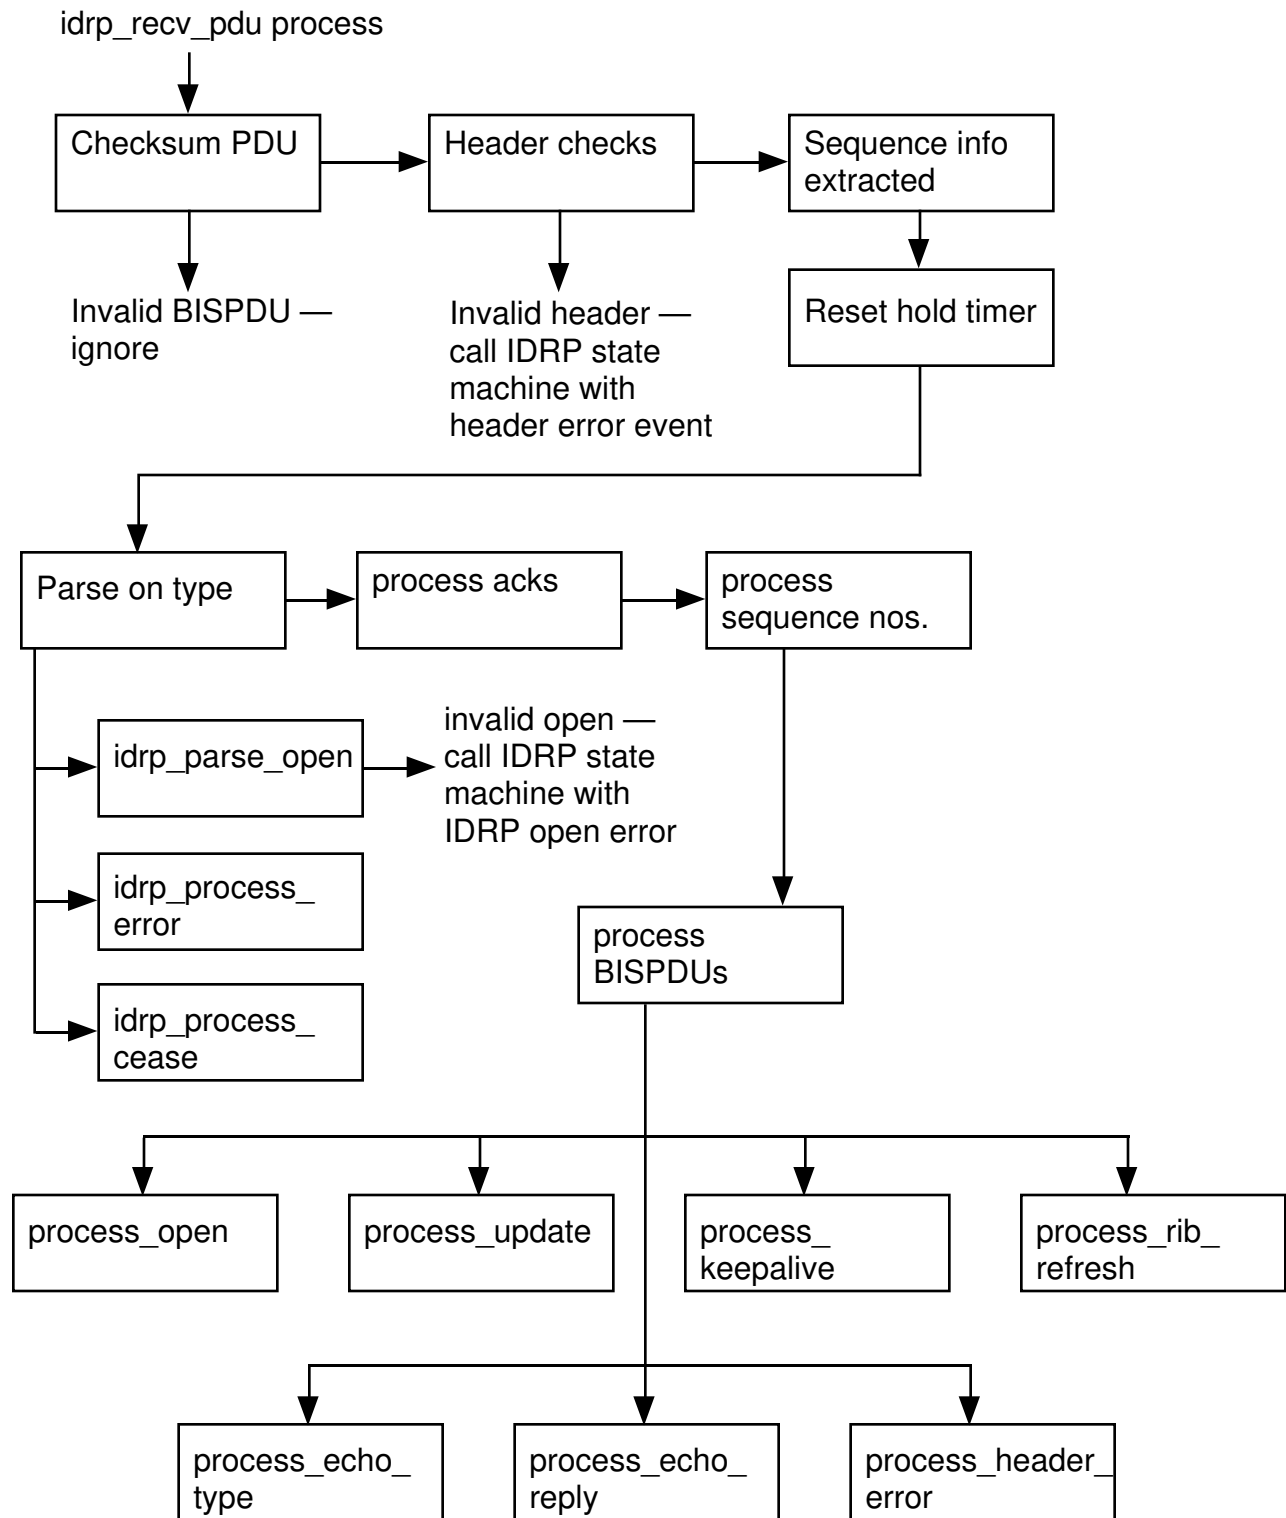 idrp_recv_pdu process
Checksum PDU
Header checks
Sequence info
extracted
Invalid BISPDU —
ignore
Invalid header —
call IDRP state
machine with
header error event
Reset hold timer
Parse on type
process acks
process
sequence nos.
idrp_parse_open
invalid open —
call IDRP state
machine with
IDRP open error
idrp_process_
error
idrp_process_
cease
process
BISPDUs
process_open
process_update
process_
keepalive
process_rib_
refresh
process_echo_
type
process_echo_
reply
process_header_
error